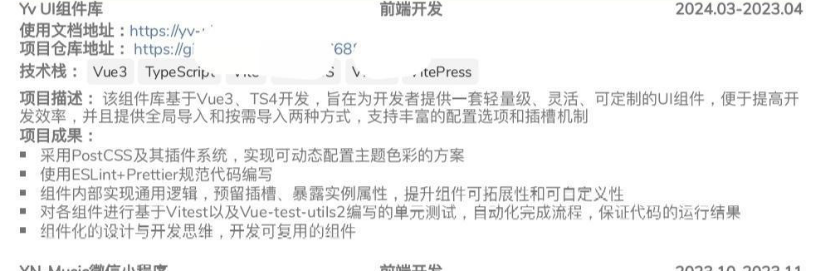 Yv UI组件库 前端开发 2024.03-2023.04
使用文档地址：https://yv-
项目仓库地址： https://g
技术栈： Vue3 TypeScript VitePress
项目描述： 该组件库基于Vue3、TS4开发，旨在为开发者提供一套轻量级、灵活、可定制的UI组件，便于提高开
发效率，并且提供全局导入和按需导入两种方式，支持丰富的配置选项和插槽机制
项目成果：
▪ 采用PostCSS及其插件系统，实现可动态配置主题色彩的方案
▪ 使用ESLint+Prettier规范代码编写
▪ 组件内部实现通用逻辑，预留插槽、暴露实例属性，提升组件可拓展性和可自定义性
▪ 对各组件进行基于Vitest以及Vue-test-utils2编写的单元测试，自动化完成流程，保证代码的运行结果
▪ 组件化的设计与开发思维，开发可复用的组件
YN-Music微信小程序 前端开发 2023.10-2023.11